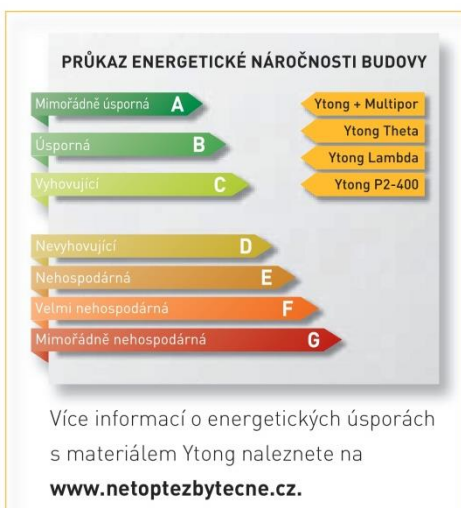 PRŮKAZ ENERGETICKÉ NÁROČNOSTI BUDOVY
Mimořádně úsporná A
Úsporná B
Vyhovující C
Ytong + Multipor
Ytong Theta
Ytong Lambda
Ytong P2-400
Nevyhovující D
Nehospodárná E
Velmi nehospodárná F
Mimořádně nehospodárná G
Více informací o energetických úsporách
s materiálem Ytong naleznete na
www.netoptezbytecne.cz.